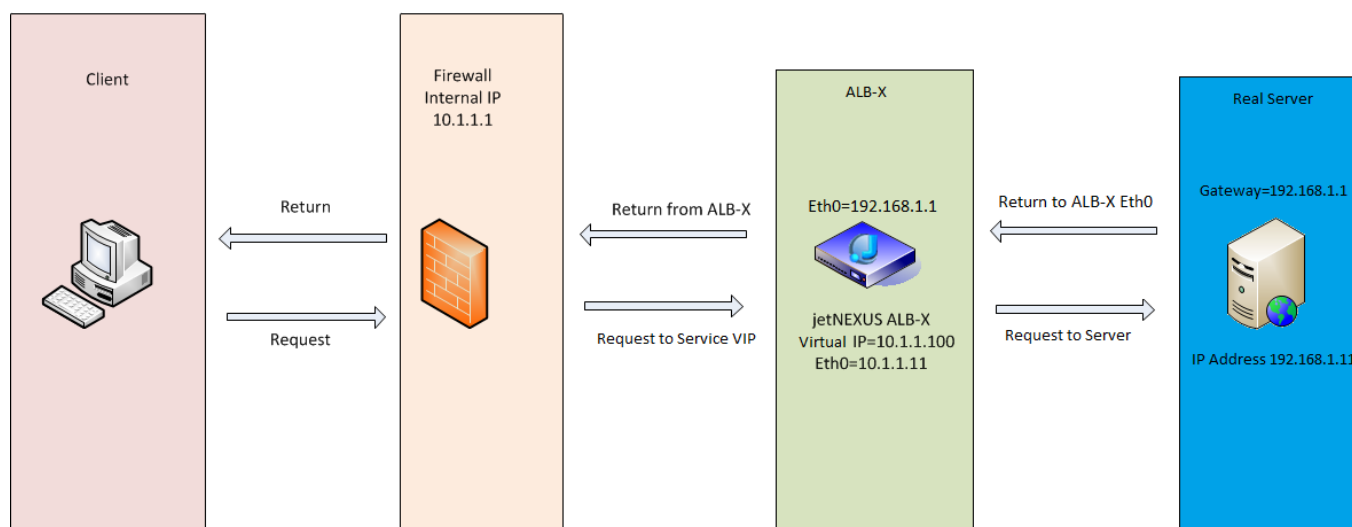 Client
Firewall
Internal IP
10.1.1.1
ALB-X
Real Server
Return
Request
Return from ALB-X
Request to Service VIP
Eth0=192.168.1.1
jetNEXUS ALB-X
Virtual IP=10.1.1.100
Eth0=10.1.1.11
Return to ALB-X Eth0
Request to Server
Gateway=192.168.1.1
IP Address 192.168.1.11